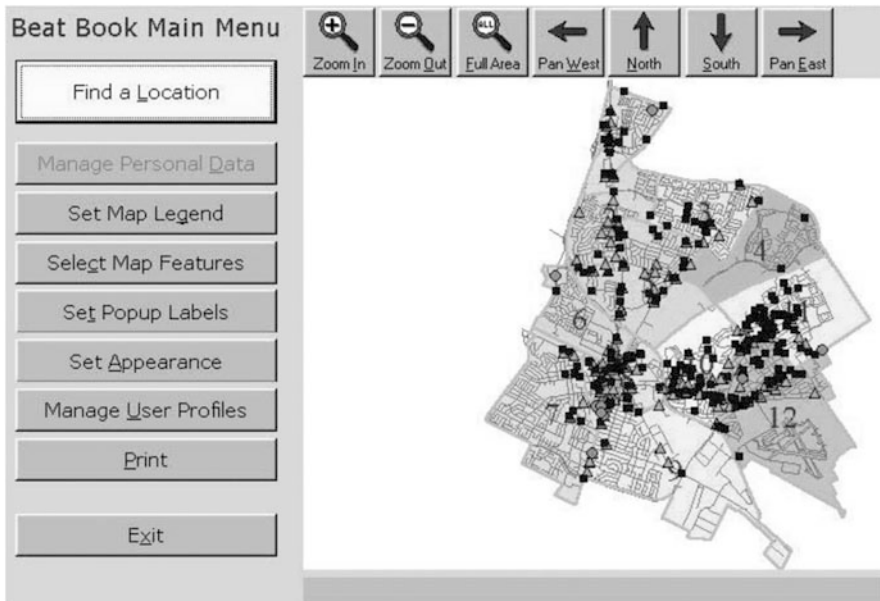 Beat Book Main Menu
Find a Location
Manage Personal Data
Set Map Legend
Select Map Features
Set Popup Labels
Set Appearance
Manage User Profiles
Print
Exit
Zoom In
Zoom Out
ALL
Full Area
Pan West
North
South
Pan East
3
4
6
7
12